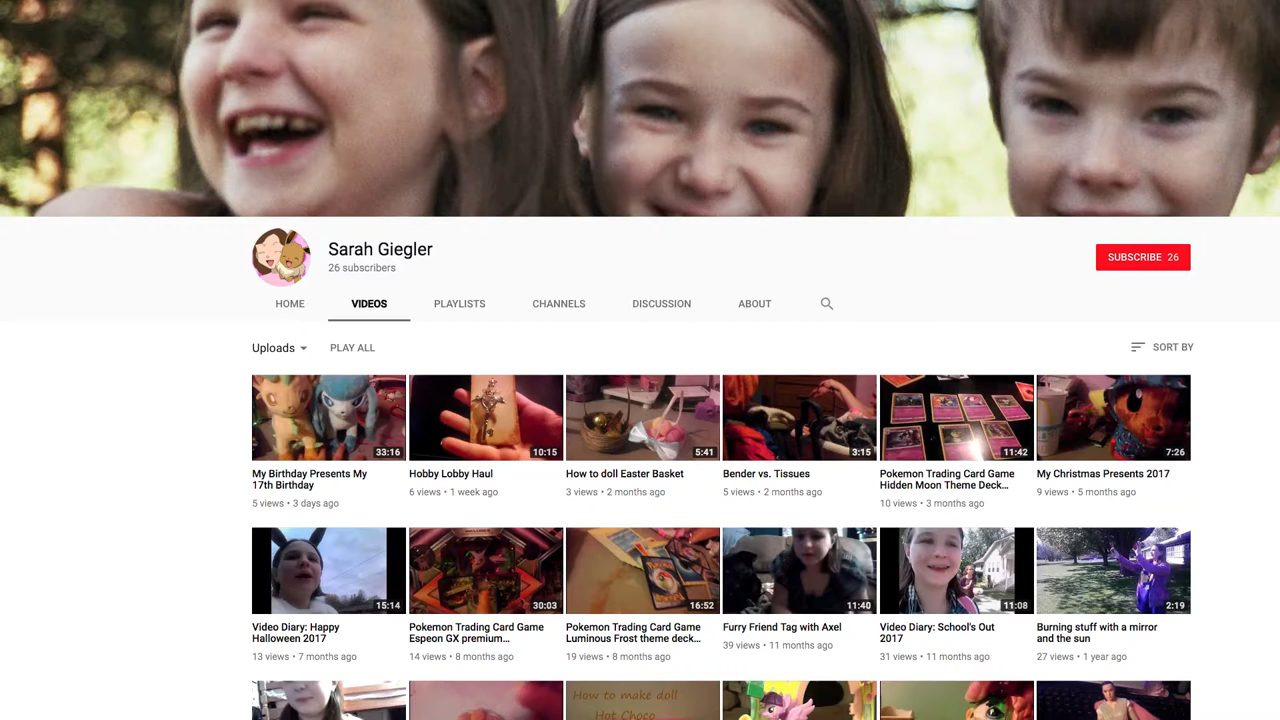 Sarah Giegler
26 subscribers
SUBSCRIBE 26
HOME
VIDEOS
PLAYLISTS
CHANNELS
DISCUSSION
ABOUT
Uploads
PLAY ALL
SORT BY
33:16
10:15
5:41
3:15
11:42
7:26
My Birthday Presents My
17th Birthday
5 views • 3 days ago
Hobby Lobby Haul
6 views • 1 week ago
How to doll Easter Basket
3 views • 2 months ago
Bender vs. Tissues
5 views • 2 months ago
Pokemon Trading Card Game
Hidden Moon Theme Deck...
10 views • 3 months ago
My Christmas Presents 2017
9 views • 5 months ago
15:14
30:03
16:52
11:40
11:08
2:19
Video Diary: Happy
Halloween 2017
13 views • 7 months ago
Pokemon Trading Card Game
Espeon GX premium...
14 views • 8 months ago
Pokemon Trading Card Game
Luminous Frost theme deck...
19 views • 8 months ago
Furry Friend Tag with Axel
39 views • 11 months ago
Video Diary: School's Out
2017
31 views • 11 months ago
Burning stuff with a mirror
and the sun
27 views • 1 year ago
How to make doll
Hot Choco